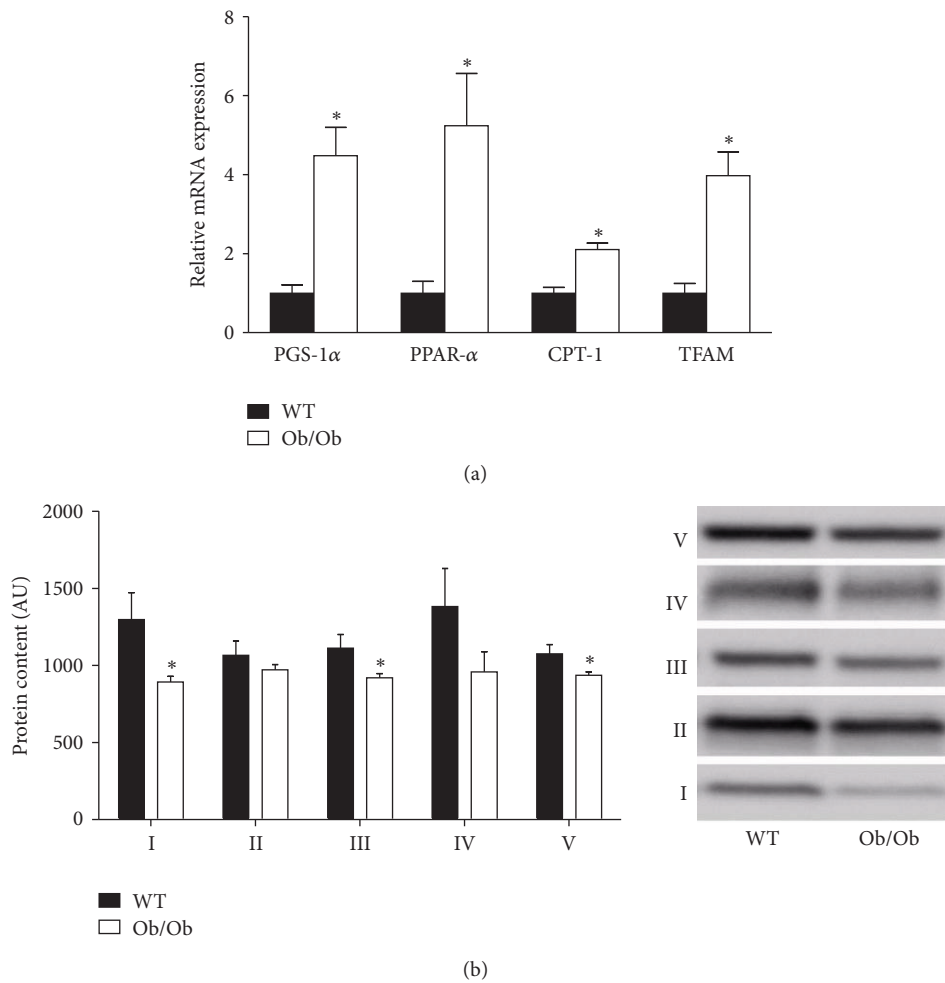 8
6
4
2
0
Relative mRNA expression
* * * *
PGS-1α PPAR-α CPT-1 TFAM
WT
Ob/Ob
(a)
2000
1500
1000
500
0
Protein content (AU)
* * *
I II III IV V
WT
Ob/Ob
V
IV
III
II
I
WT Ob/Ob
(b)